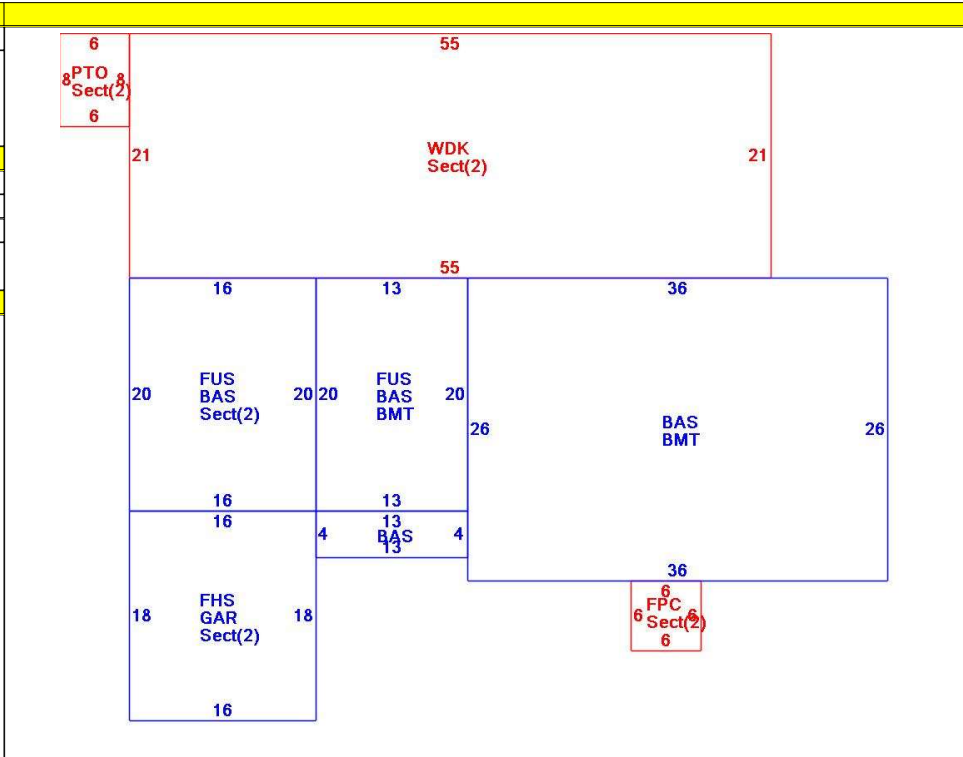 6
55
8 PTO 8
Sect(2)
6
21
WDK
Sect(2)
21
55
16
13
36
20
FUS
BAS
Sect(2)
20
20
FUS
BAS
BMT
20
26
BAS
BMT
26
16
13
16
13
4
BAS
4
13
36
18
FHS
GAR
Sect(2)
18
6
6 FPC 6
Sect(2)
6
16